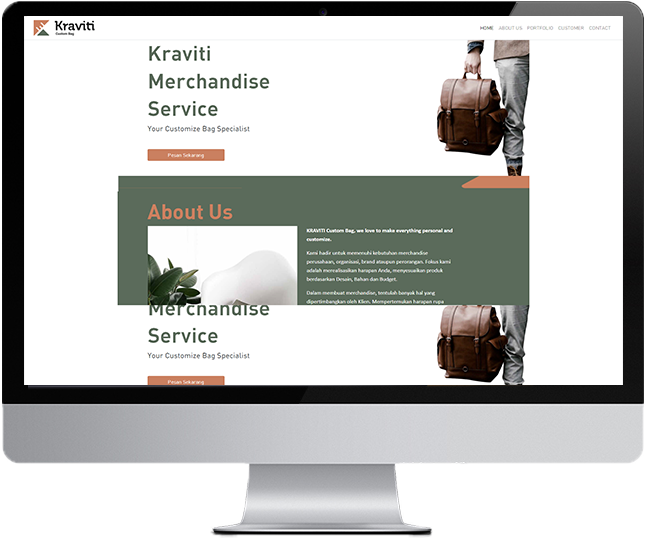 Kraviti
Custom Bag
HOME ABOUT US PORTFOLIO CUSTOMER CONTACT
Kraviti
Merchandise
Service
Your Customize Bag Specialist
Pesan Sekarang
About Us
KRAVITI Custom Bag, we love to make everything personal and
customize.
Kami hadir untuk memenuhi kebutuhan merchandise
perusahaan, organisasi, brand ataupun perorangan. Fokus kami
adalah merealisasikan harapan Anda, menyesuaikan produk
berdasarkan Desain, Bahan dan Budget.
Dalam membuat merchandise, tentulah banyak hal yang
dipertimbangkan oleh Klien. Mempertemukan harapan rupa
Merchandise
Service
Your Customize Bag Specialist
Pesan Sekarang